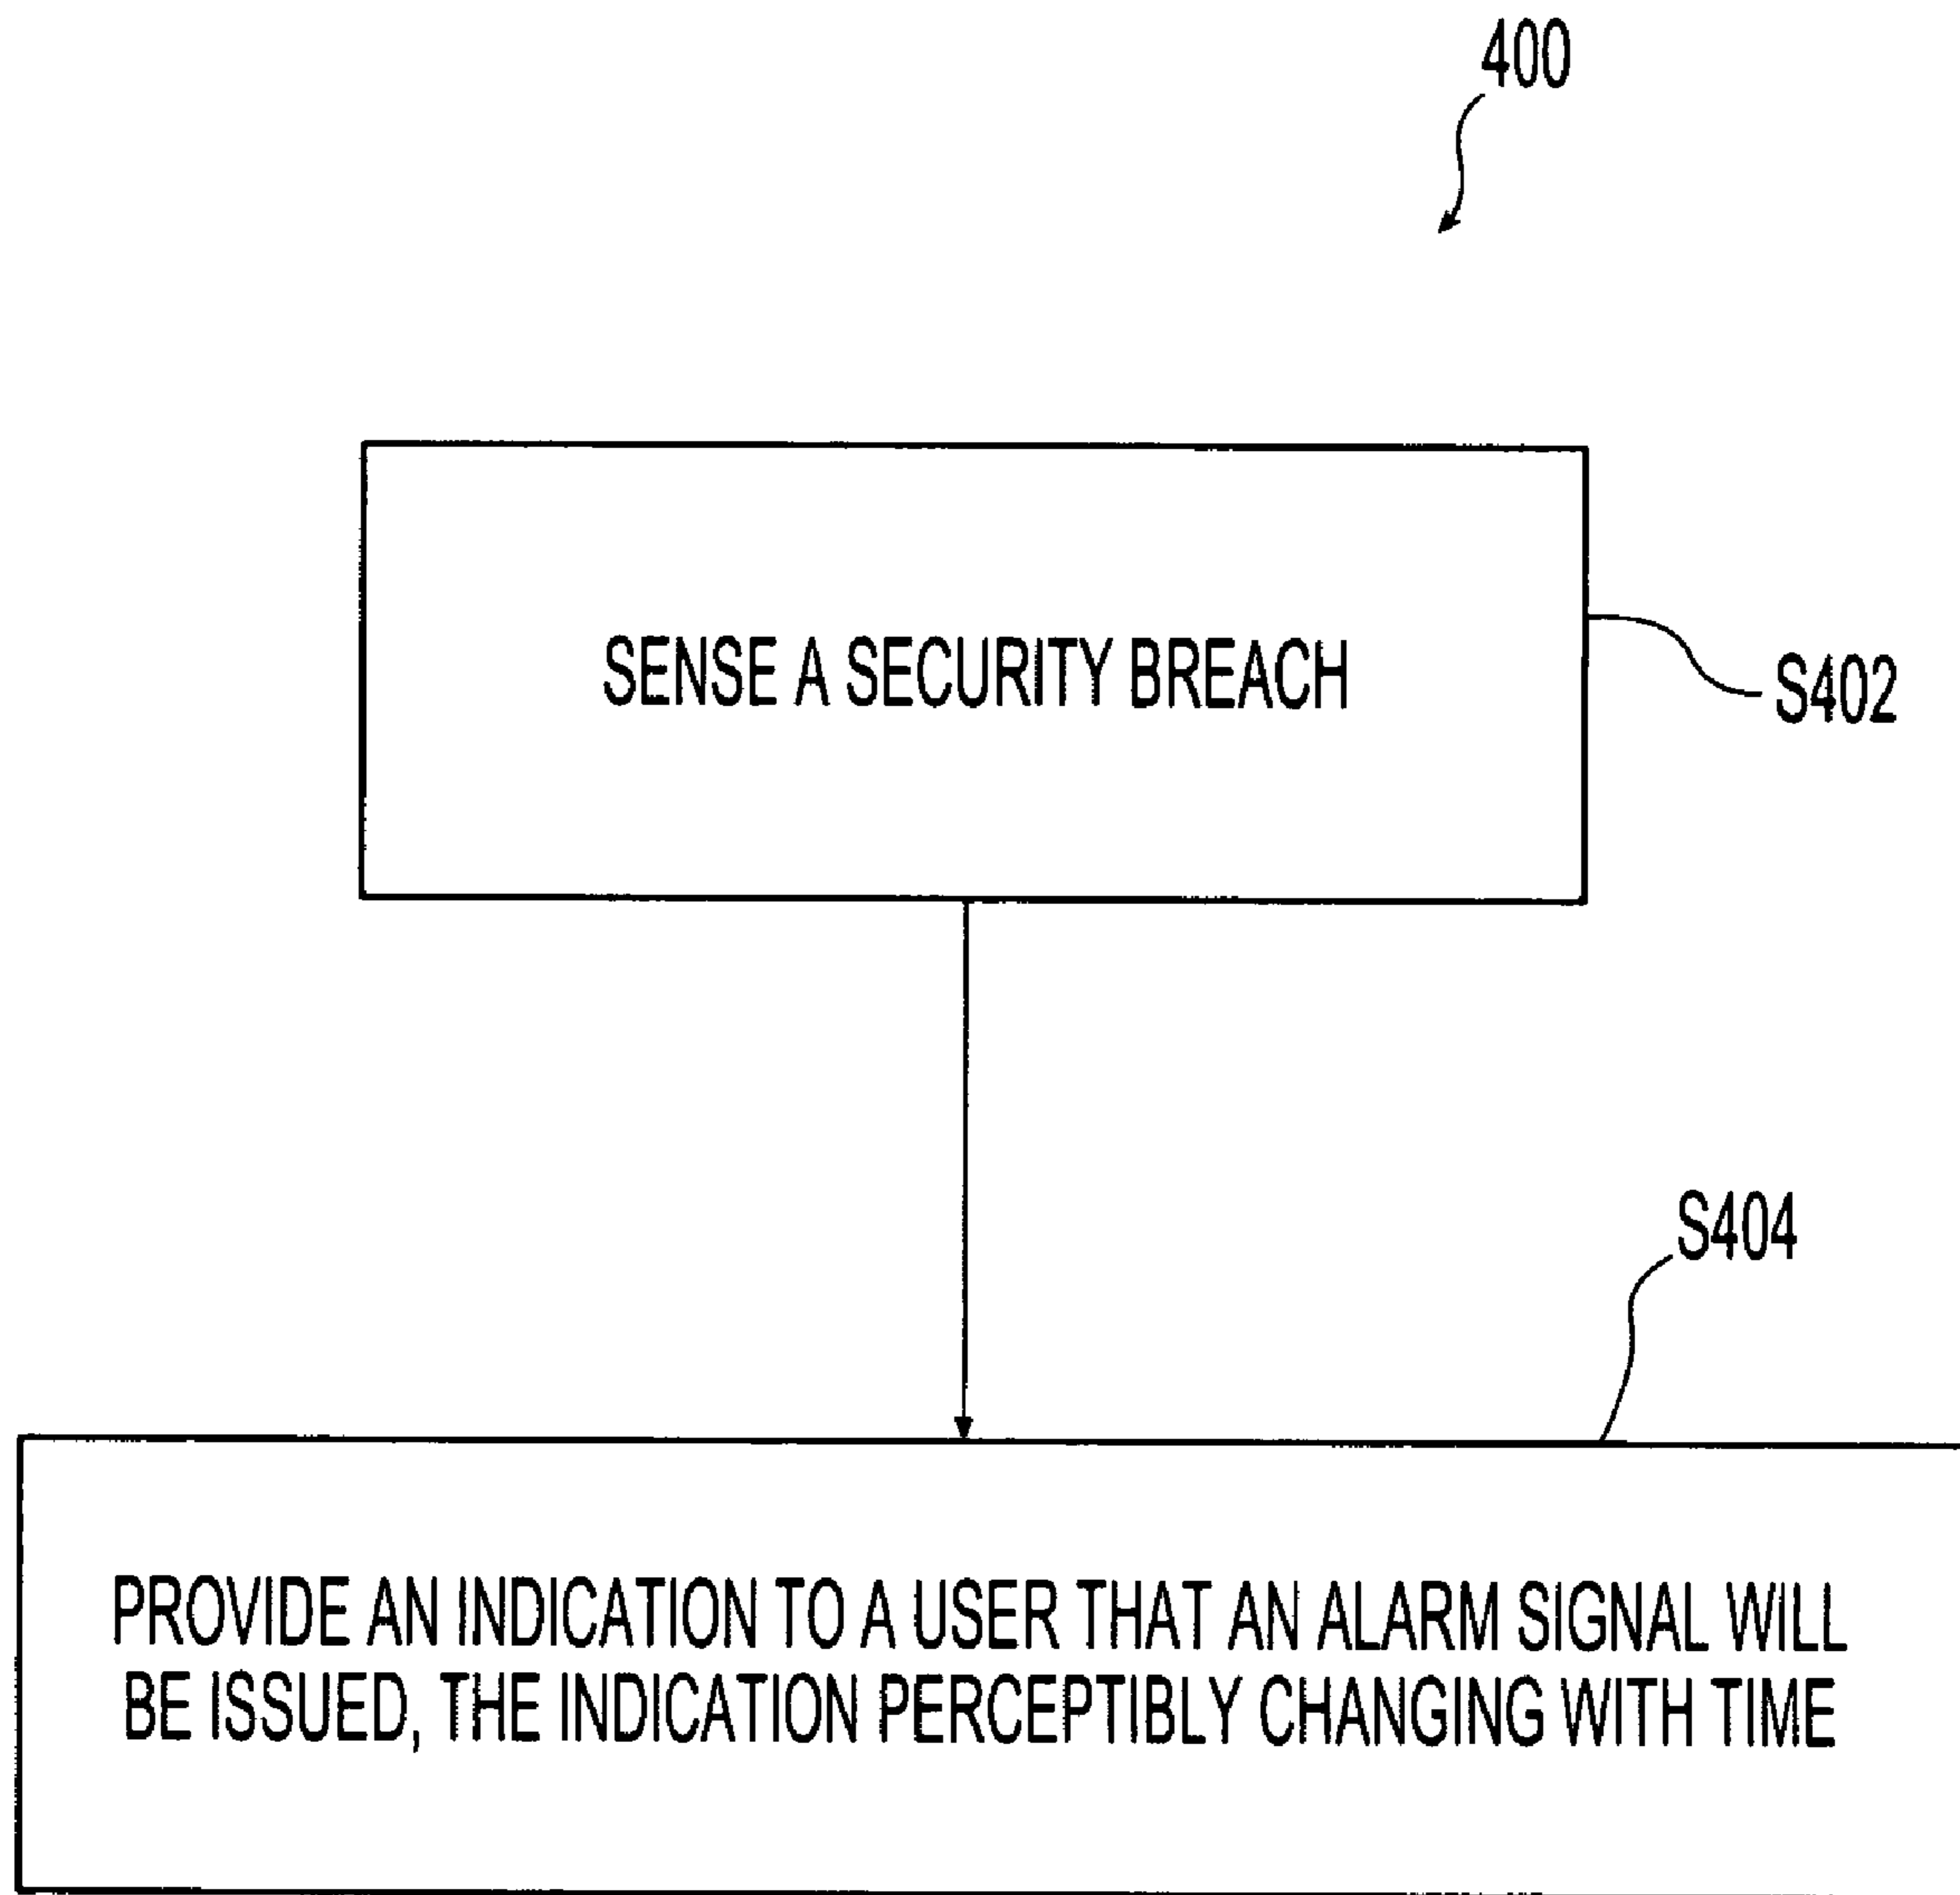 400
SENSE A SECURITY BREACH
S402
S404
PROVIDE AN INDICATION TO A USER THAT AN ALARM SIGNAL WILL
BE ISSUED, THE INDICATION PERCEPTIBLY CHANGING WITH TIME